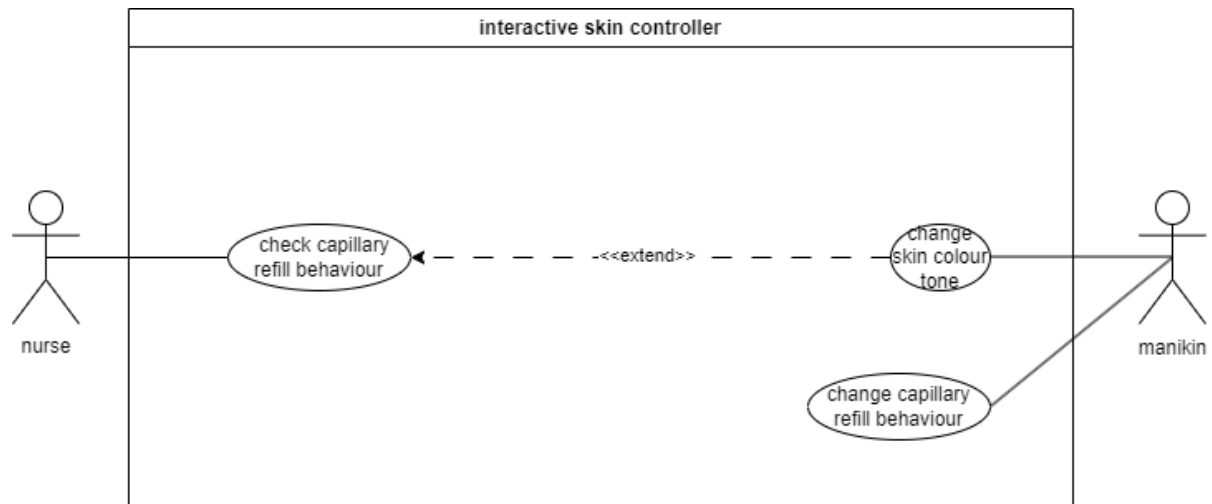 interactive skin controller
check capillary
refill behaviour
<<extend>>
change
skin colour
tone
nurse
manikin
change capillary
refill behaviour